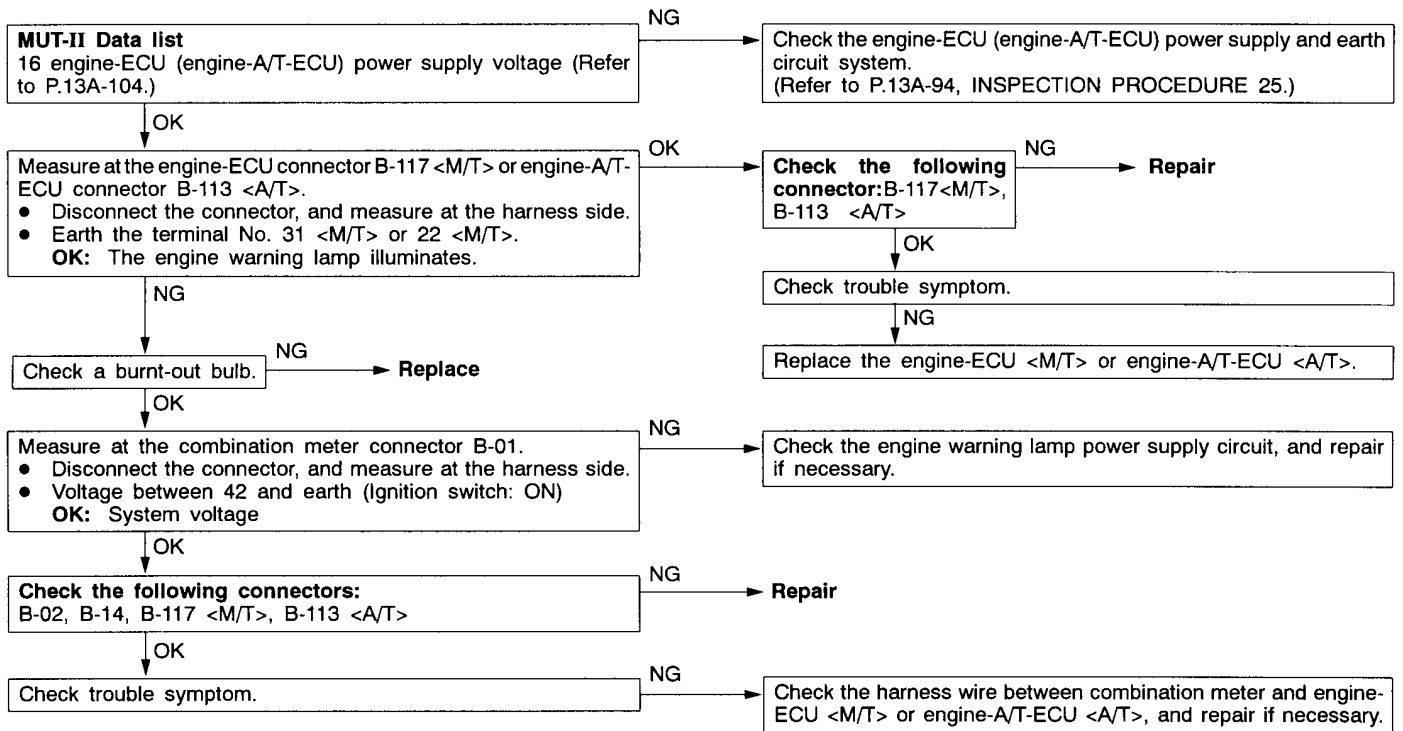 NG
MUT-II Data list
16 engine-ECU (engine-A/T-ECU) power supply voltage (Refer
to P.13A-104.)
Check the engine-ECU (engine-A/T-ECU) power supply and earth
circuit system.
(Refer to P.13A-94, INSPECTION PROCEDURE 25.)
OK
Measure at the engine-ECU connector B-117 <M/T> or engine-A/T-
ECU connector B-113 <A/T>.
● Disconnect the connector, and measure at the harness side.
● Earth the terminal No. 31 <M/T> or 22 <M/T>.
OK: The engine warning lamp illuminates.
OK
Check the following
connector:B-117<M/T>,
B-113 <A/T>
NG
Repair
OK
Check trouble symptom.
NG
Replace the engine-ECU <M/T> or engine-A/T-ECU <A/T>.
NG
Check a burnt-out bulb.
NG
Replace
OK
Measure at the combination meter connector B-01.
● Disconnect the connector, and measure at the harness side.
● Voltage between 42 and earth (Ignition switch: ON)
OK: System voltage
NG
Check the engine warning lamp power supply circuit, and repair
if necessary.
OK
Check the following connectors:
B-02, B-14, B-117 <M/T>, B-113 <A/T>
NG
Repair
OK
Check trouble symptom.
NG
Check the harness wire between combination meter and engine-
ECU <M/T> or engine-A/T-ECU <A/T>, and repair if necessary.